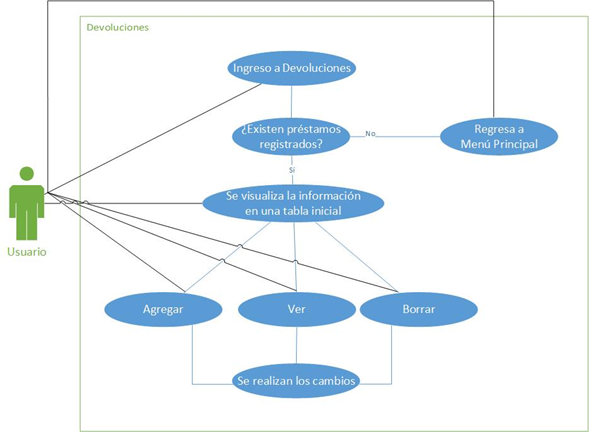 Devoluciones
Ingreso a Devoluciones
¿Existen préstamos
registrados?
No
Regresa a
Menú Principal
Sí
Se visualiza la información
en una tabla inicial
Usuario
Agregar
Ver
Borrar
Se realizan los cambios